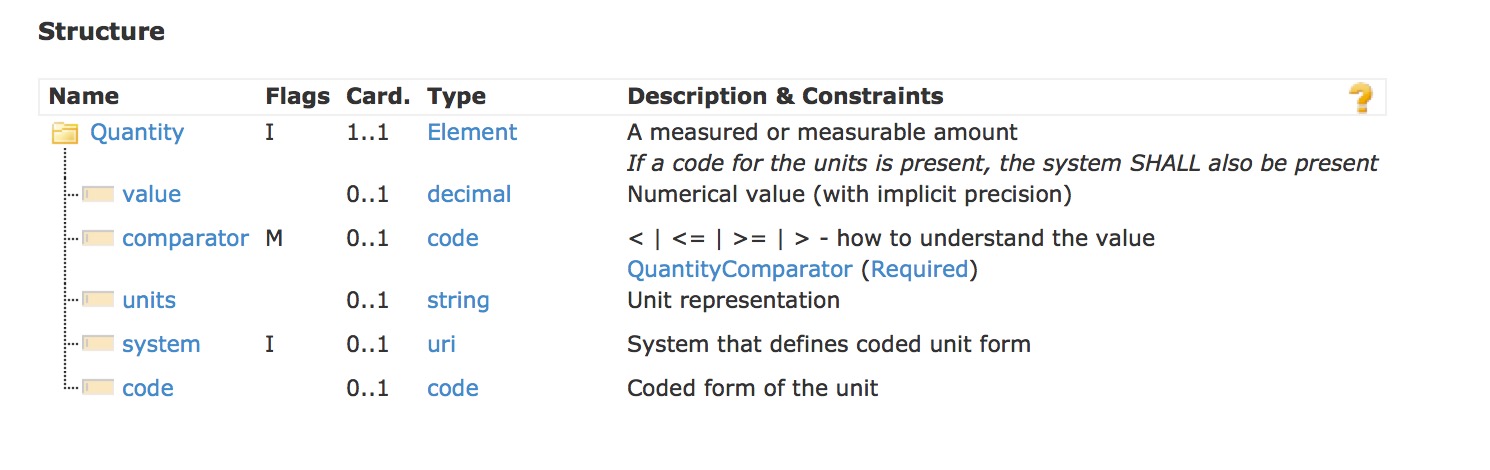 Structure
Name Flags Card. Type Description & Constraints ?
Quantity I 1..1 Element A measured or measurable amount
If a code for the units is present, the system SHALL also be present
value 0..1 decimal Numerical value (with implicit precision)
comparator M 0..1 code < | <= | >= | > - how to understand the value
QuantityComparator (Required)
units 0..1 string Unit representation
system I 0..1 uri System that defines coded unit form
code 0..1 code Coded form of the unit